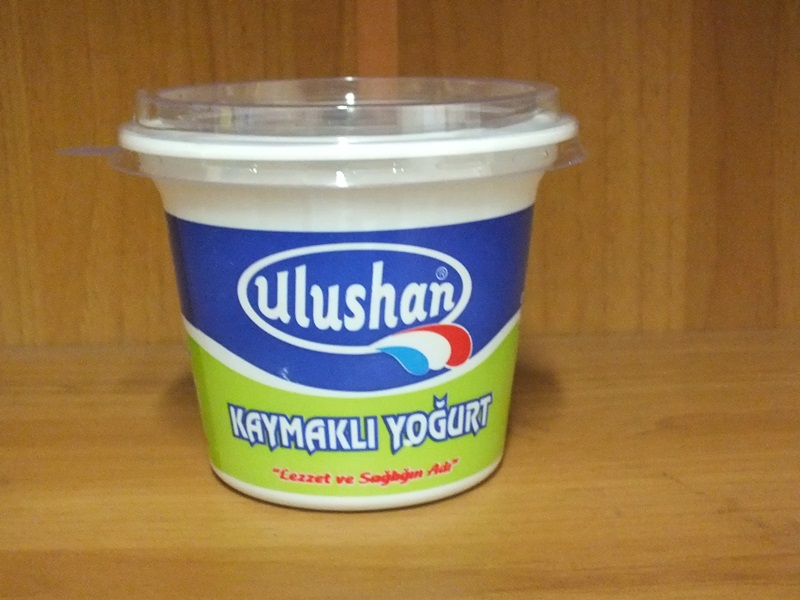 Ulushan®
KAYMAKLI YOĞURT
"Lezzet ve Sağlığın Adı"